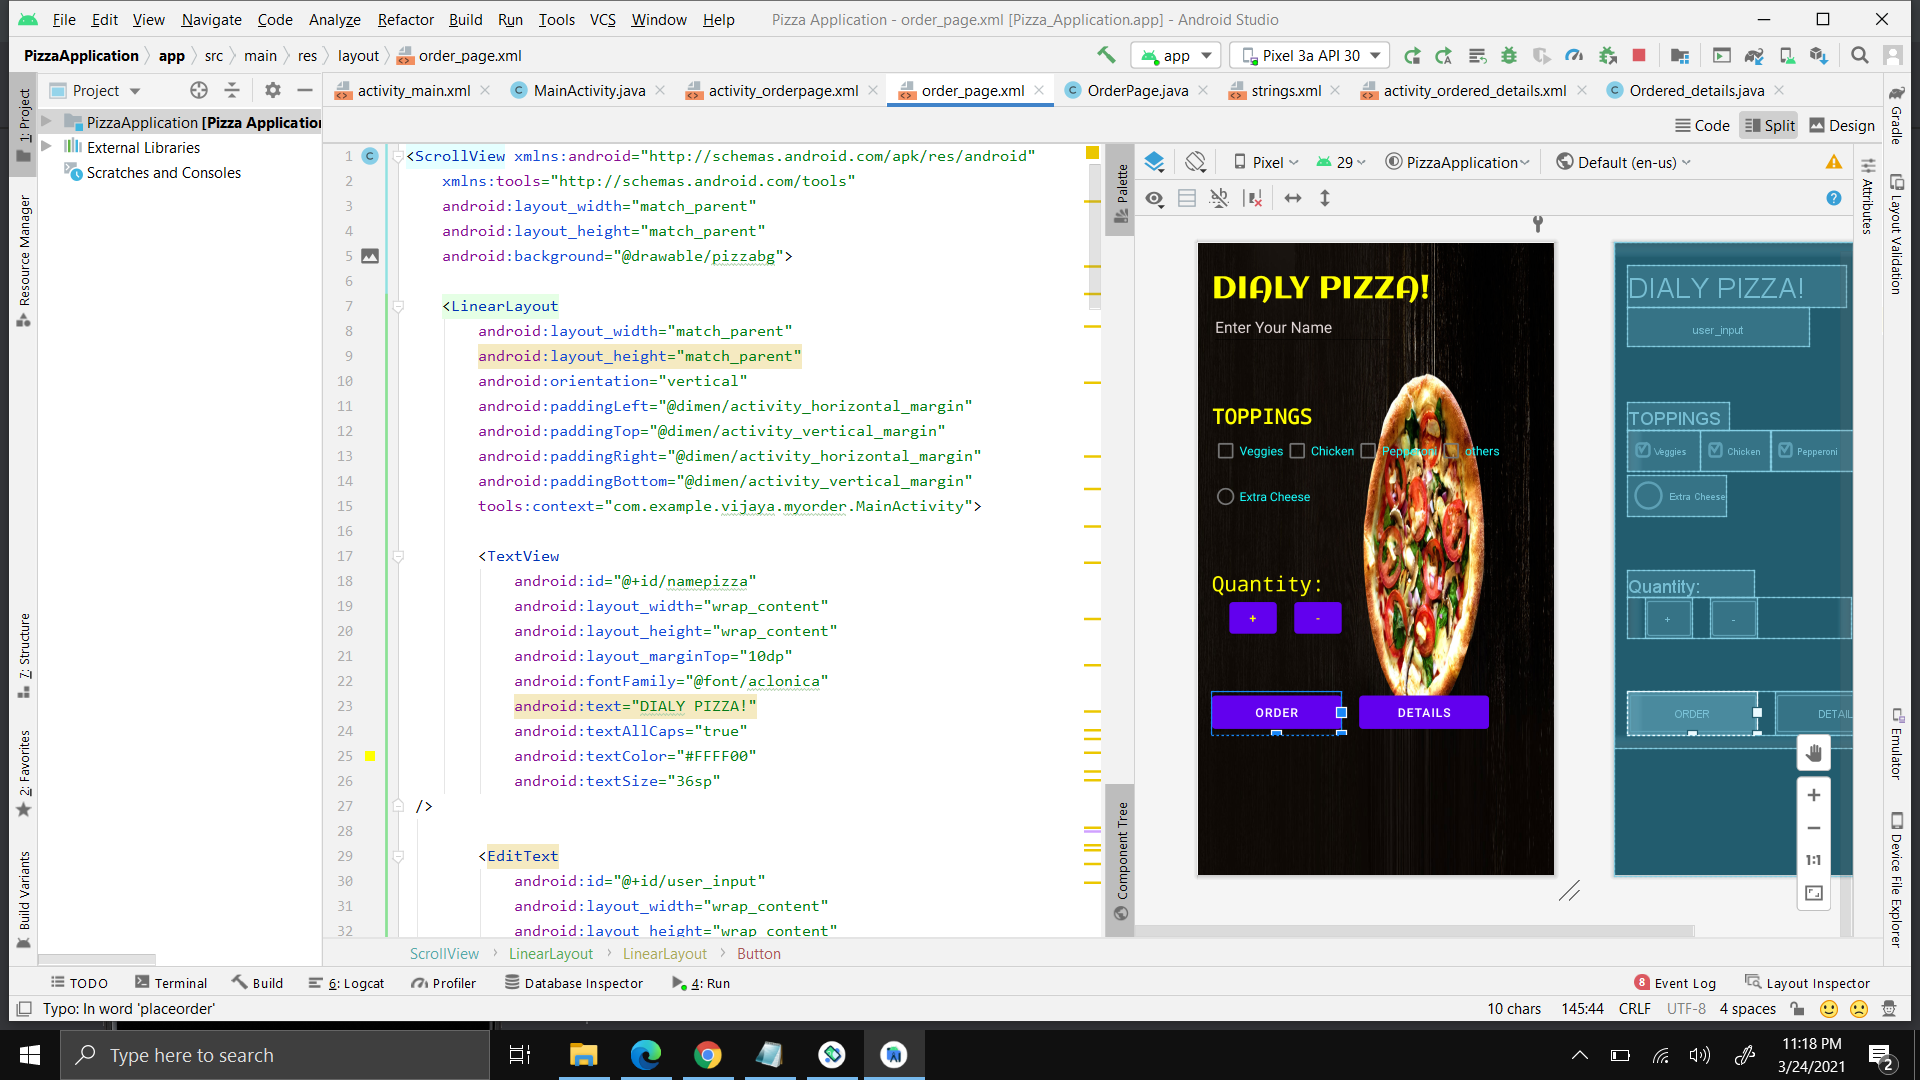 File Edit View Navigate Code Analyze Refactor Build Run Tools VCS Window Help Pizza Application - order_page.xml [Pizza_Application.app] - Android Studio
PizzaApplication app src main res layout order_page.xml app Pixel 3a API 30
Project activity_main.xml MainActivity.java activity_orderpage.xml order_page.xml OrderPage.java strings.xml activity_ordered_details.xml Ordered_details.java
Code Split Design
PizzaApplication [Pizza Application
External Libraries
Scratches and Consoles
1: Project
Resource Manager
7: Structure
2: Favorites
Build Variants
1 <ScrollView xmlns:android="http://schemas.android.com/apk/res/android"
2 xmlns:tools="http://schemas.android.com/tools"
3 android:layout_width="match_parent"
4 android:layout_height="match_parent"
5 android:background="@drawable/pizzabg">
6
7 <LinearLayout
8 android:layout_width="match_parent"
9 android:layout_height="match_parent"
10 android:orientation="vertical"
11 android:paddingLeft="@dimen/activity_horizontal_margin"
12 android:paddingTop="@dimen/activity_vertical_margin"
13 android:paddingRight="@dimen/activity_horizontal_margin"
14 android:paddingBottom="@dimen/activity_vertical_margin"
15 tools:context="com.example.vijaya.myorder.MainActivity">
16
17 <TextView
18 android:id="@+id/namepizza"
19 android:layout_width="wrap_content"
20 android:layout_height="wrap_content"
21 android:layout_marginTop="10dp"
22 android:fontFamily="@font/aclonica"
23 android:text="DIALY PIZZA!"
24 android:textAllCaps="true"
25 android:textColor="#FFFF00"
26 android:textSize="36sp"
27 />
28
29 <EditText
30 android:id="@+id/user_input"
31 android:layout_width="wrap_content"
32 android:layout_height="wrap_content"
ScrollView LinearLayout LinearLayout Button
Palette
Component Tree
Pixel 29 PizzaApplication Default (en-us)
DIALY PIZZA!
Enter Your Name
TOPPINGS
Veggies Chicken Pepperoni others
Extra Cheese
Quantity:
+ -
ORDER DETAILS
DIALY PIZZA!
user_input
TOPPINGS
Veggies Chicken Pepperoni
Extra Cheese
Quantity:
+ -
ORDER DETAIL
1:1
Attributes
Gradle
Layout Validation
Emulator
Device File Explorer
TODO Terminal Build 6: Logcat Profiler Database Inspector 4: Run 8 Event Log Layout Inspector
Typo: In word 'placeorder' 10 chars 145:44 CRLF UTF-8 4 spaces
Type here to search
11:18 PM
3/24/2021
2